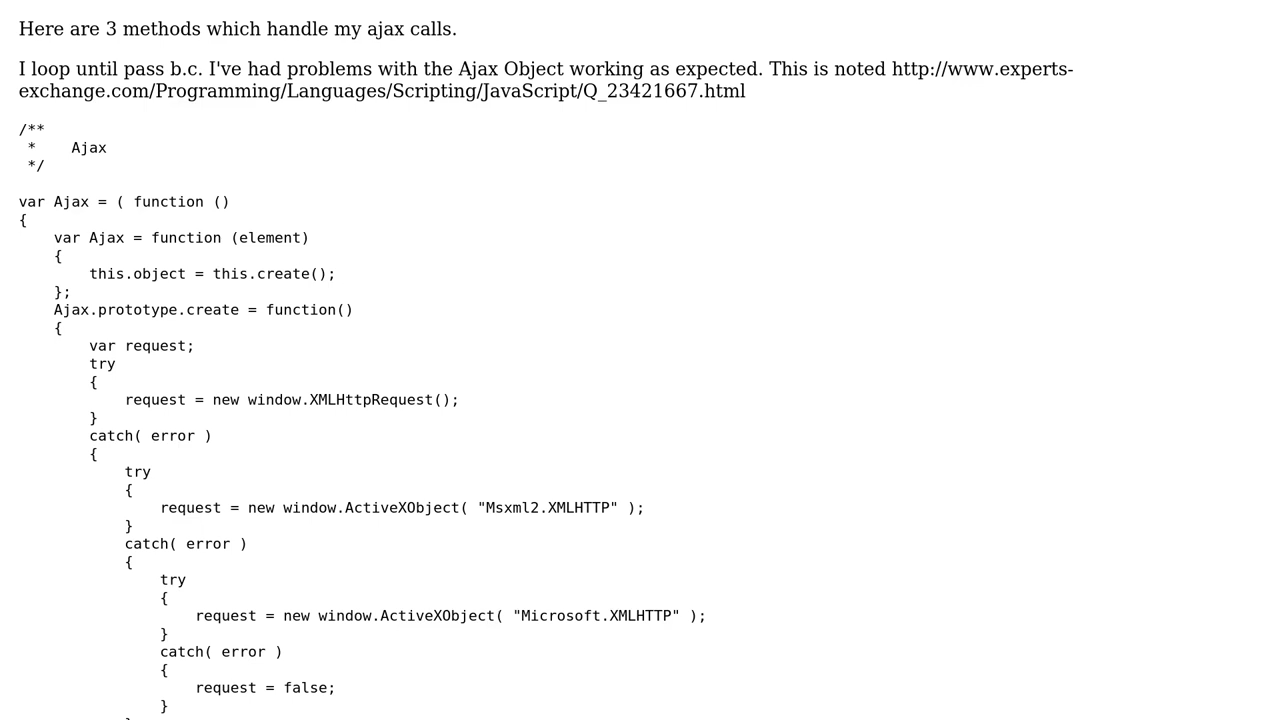 Here are 3 methods which handle my ajax calls.
I loop until pass b.c. I've had problems with the Ajax Object working as expected. This is noted http://www.experts-
exchange.com/Programming/Languages/Scripting/JavaScript/Q_23421667.html
/**
 *    Ajax
 */
var Ajax = ( function ()
{
    var Ajax = function (element)
    {
        this.object = this.create();
    };
    Ajax.prototype.create = function()
    {
        var request;
        try
        {
            request = new window.XMLHttpRequest();
        }
        catch( error )
        {
            try
            {
                request = new window.ActiveXObject( "Msxml2.XMLHTTP" );
            }
            catch( error )
            {
                try
                {
                    request = new window.ActiveXObject( "Microsoft.XMLHTTP" );
                }
                catch( error )
                {
                    request = false;
                }